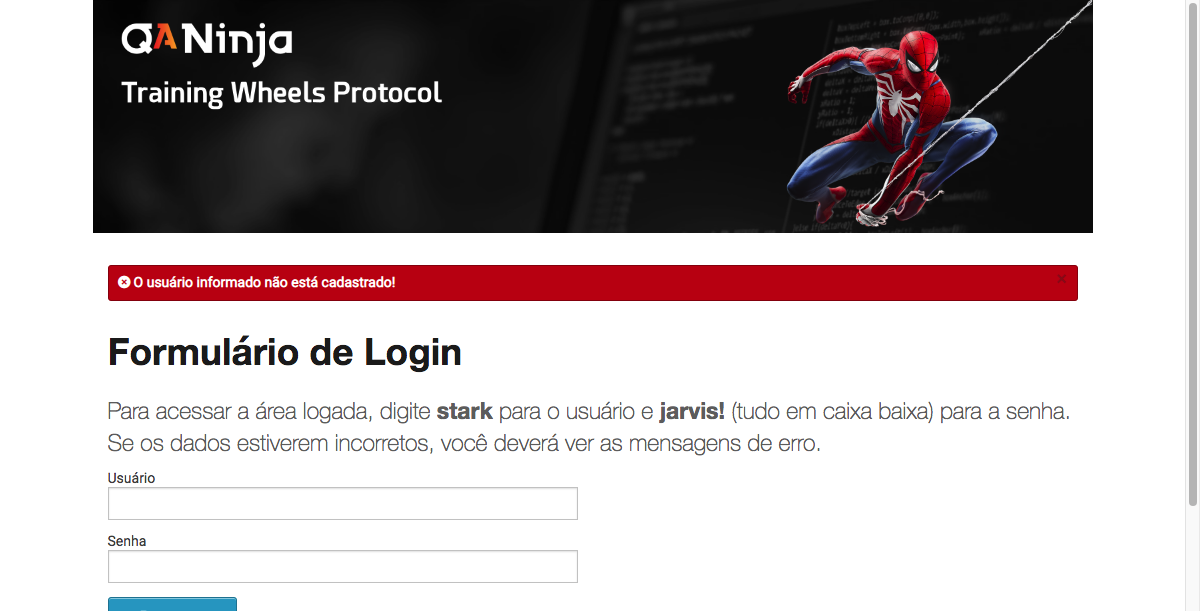 QANinja
Training Wheels Protocol
O usuário informado não está cadastrado!
×
Formulário de Login
Para acessar a área logada, digite stark para o usuário e jarvis! (tudo em caixa baixa) para a senha.
Se os dados estiverem incorretos, você deverá ver as mensagens de erro.
Usuário
Senha